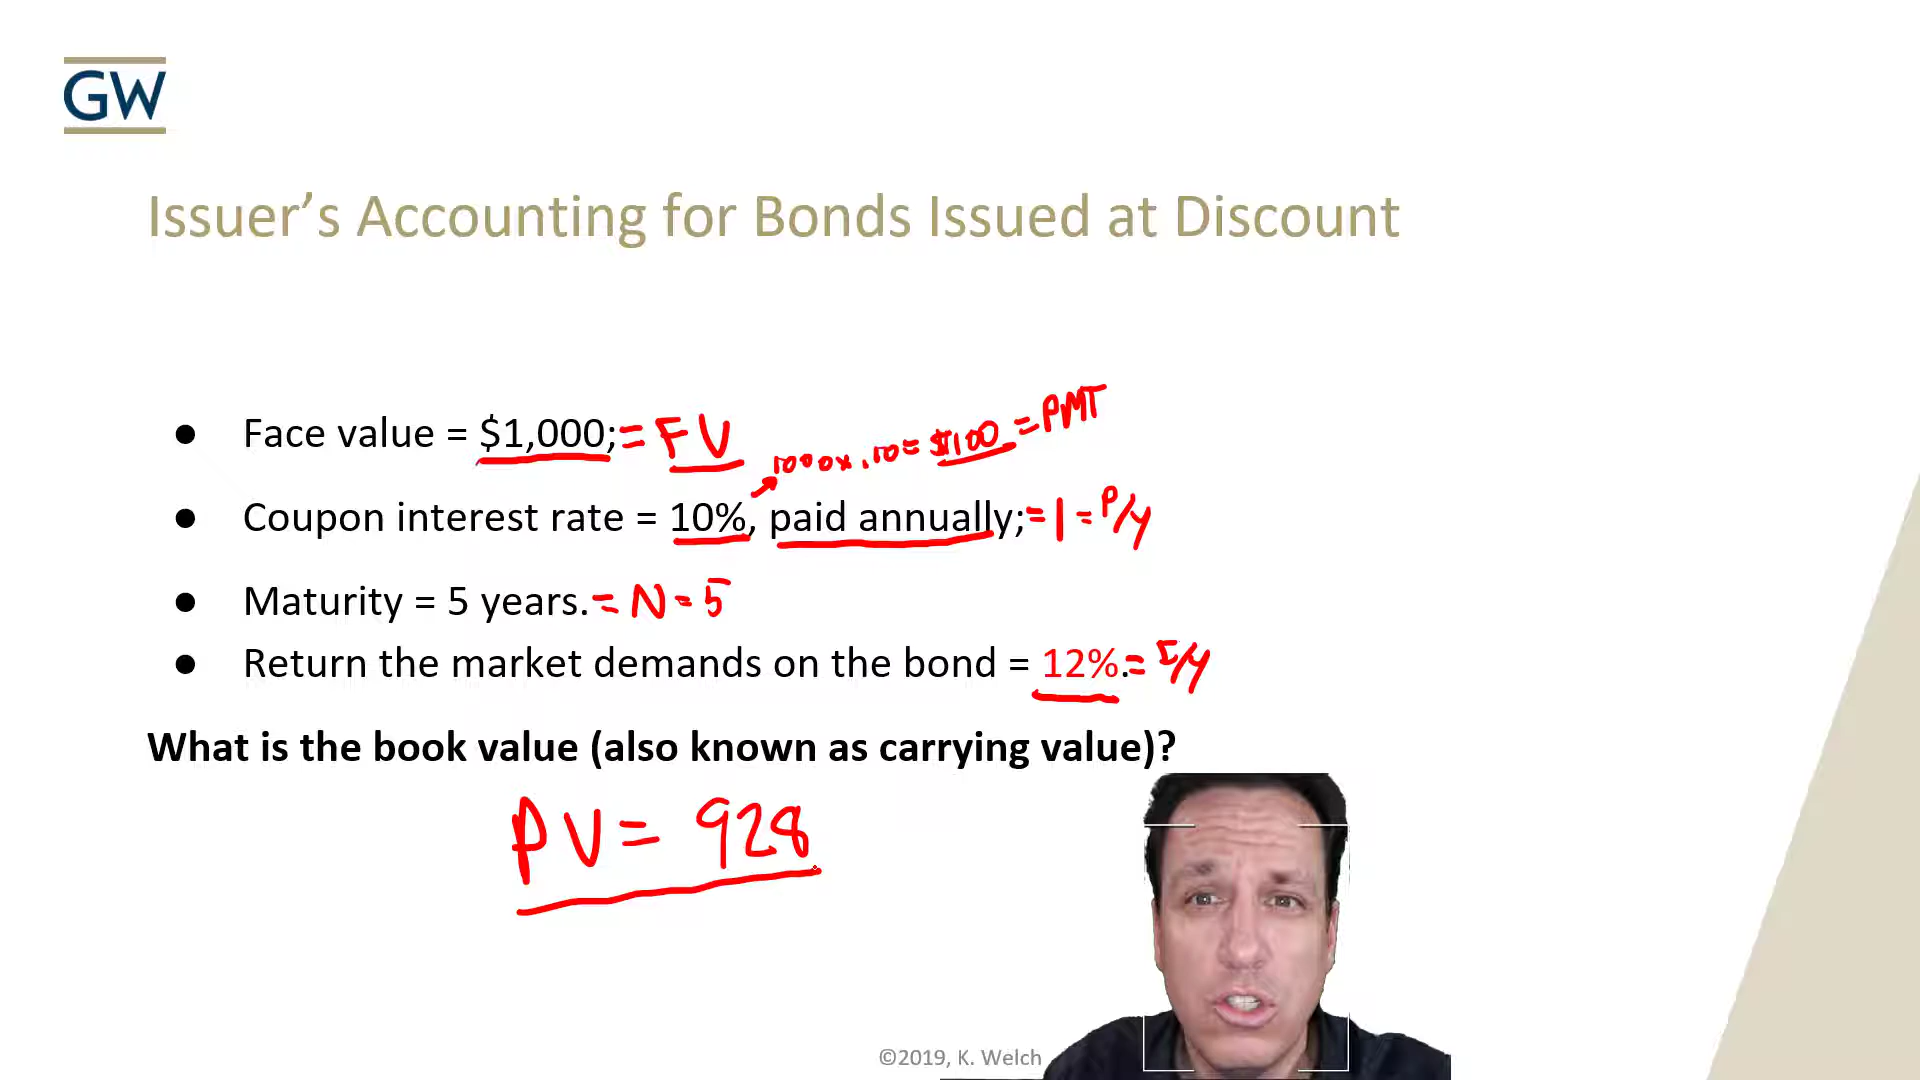 GW
Issuer’s Accounting for Bonds Issued at Discount
● Face value = $1,000; = FV
1000x.10 = $100 = PMT
● Coupon interest rate = 10%, paid annually; = 1 = P/Y
● Maturity = 5 years. = N = 5
● Return the market demands on the bond = 12%. = I/Y
What is the book value (also known as carrying value)?
PV = 928
©2019, K. Welch